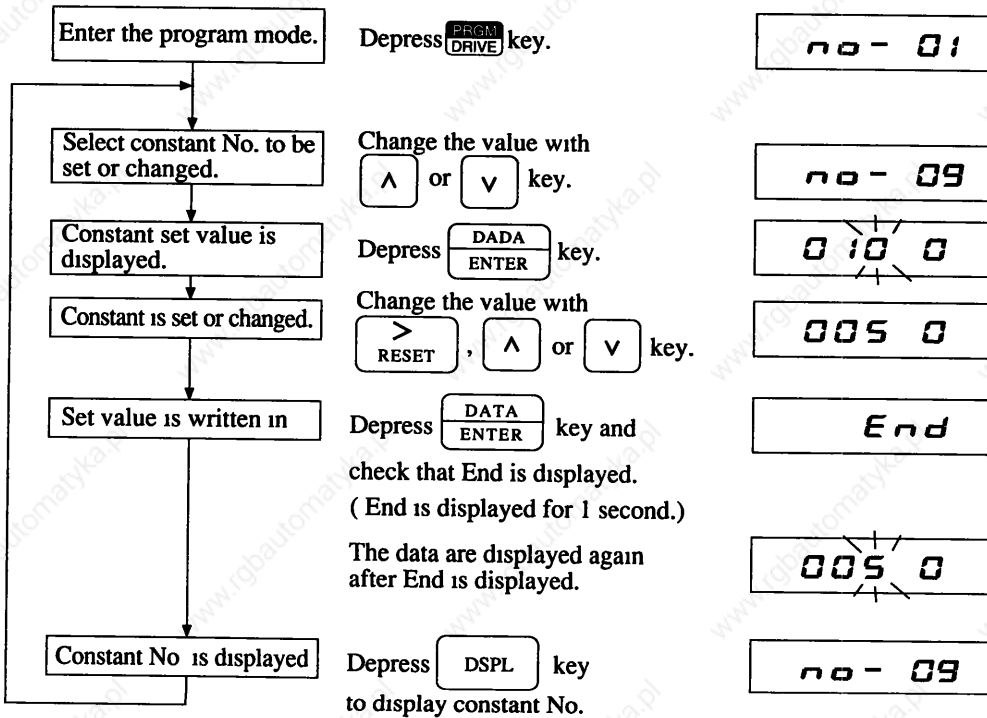 Enter the program mode.
Depress PRGM DRIVE key.
no- 01
Select constant No. to be
set or changed.
Change the value with
∧ or ∨ key.
no- 09
Constant set value is
displayed.
Depress DADA ENTER key.
010 0
Constant is set or changed.
Change the value with
> RESET , ∧ or ∨ key.
005 0
Set value is written in
Depress DATA ENTER key and
check that End is displayed.
( End is displayed for 1 second.)
End
The data are displayed again
after End is displayed.
005 0
Constant No is displayed
Depress DSPL key
to display constant No.
no- 09
www.rgbautomatyka.pl